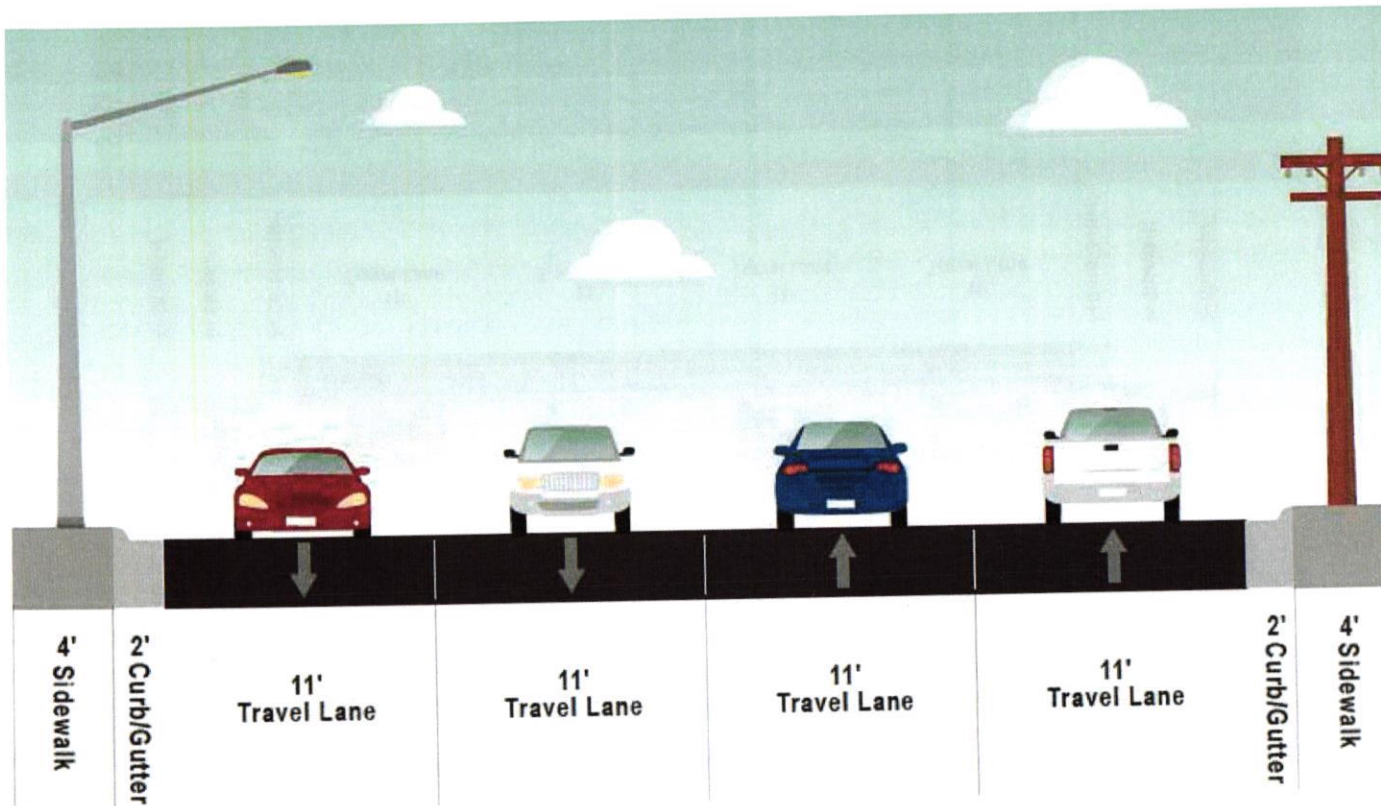 4' Sidewalk
2' Curb/Gutter
11'
Travel Lane
11'
Travel Lane
11'
Travel Lane
11'
Travel Lane
2' Curb/Gutter
4' Sidewalk